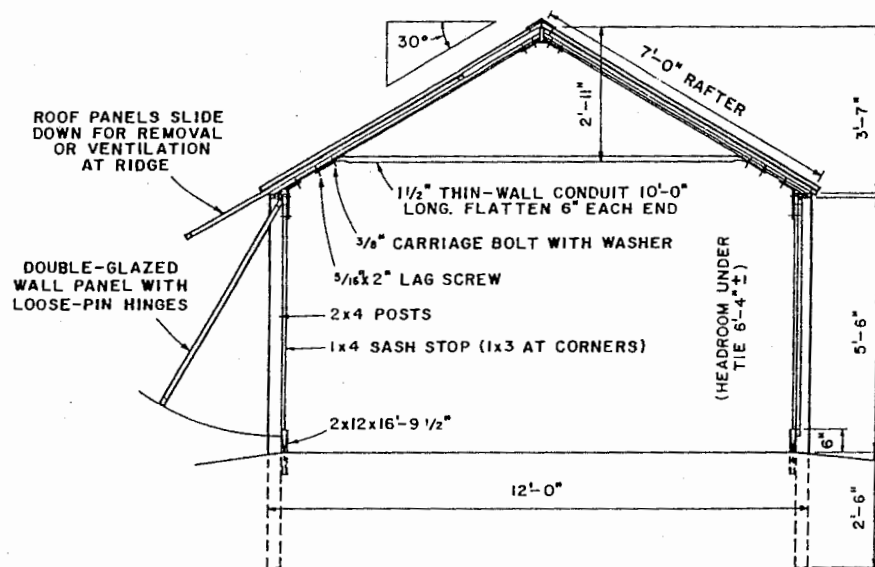 30°
7'-0" RAFTER
2'-11"
3'-7"
ROOF PANELS SLIDE
DOWN FOR REMOVAL
OR VENTILATION
AT RIDGE
1 1/2" THIN-WALL CONDUIT 10'-0"
LONG. FLATTEN 6" EACH END
3/8" CARRIAGE BOLT WITH WASHER
5/16"x2" LAG SCREW
DOUBLE-GLAZED
WALL PANEL WITH
LOOSE-PIN HINGES
2x4 POSTS
1x4 SASH STOP (1x3 AT CORNERS)
(HEADROOM UNDER
TIE 6'-4"±)
5'-6"
2x12x16'-9 1/2"
6"
12'-0"
2'-6"